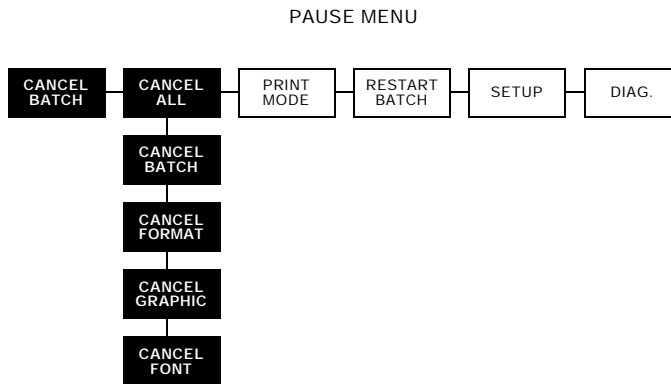 PAUSE MENU
CANCEL
BATCH
CANCEL
ALL
PRINT
MODE
RESTART
BATCH
SETUP
DIAG.
CANCEL
BATCH
CANCEL
FORMAT
CANCEL
GRAPHIC
CANCEL
FONT